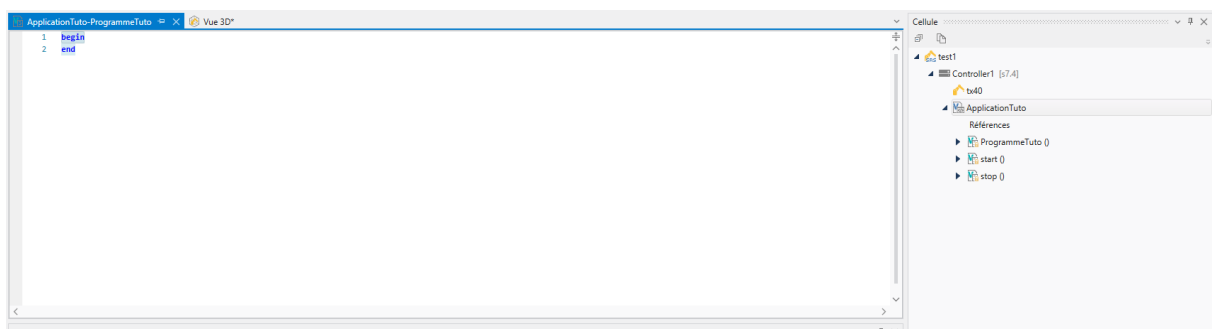 ApplicationTuto-ProgrammeTuto
Vue 3D*
1 begin
2 end
Cellule
test1
Controller1 [s7.4]
tx40
ApplicationTuto
Références
ProgrammeTuto ()
start ()
stop ()